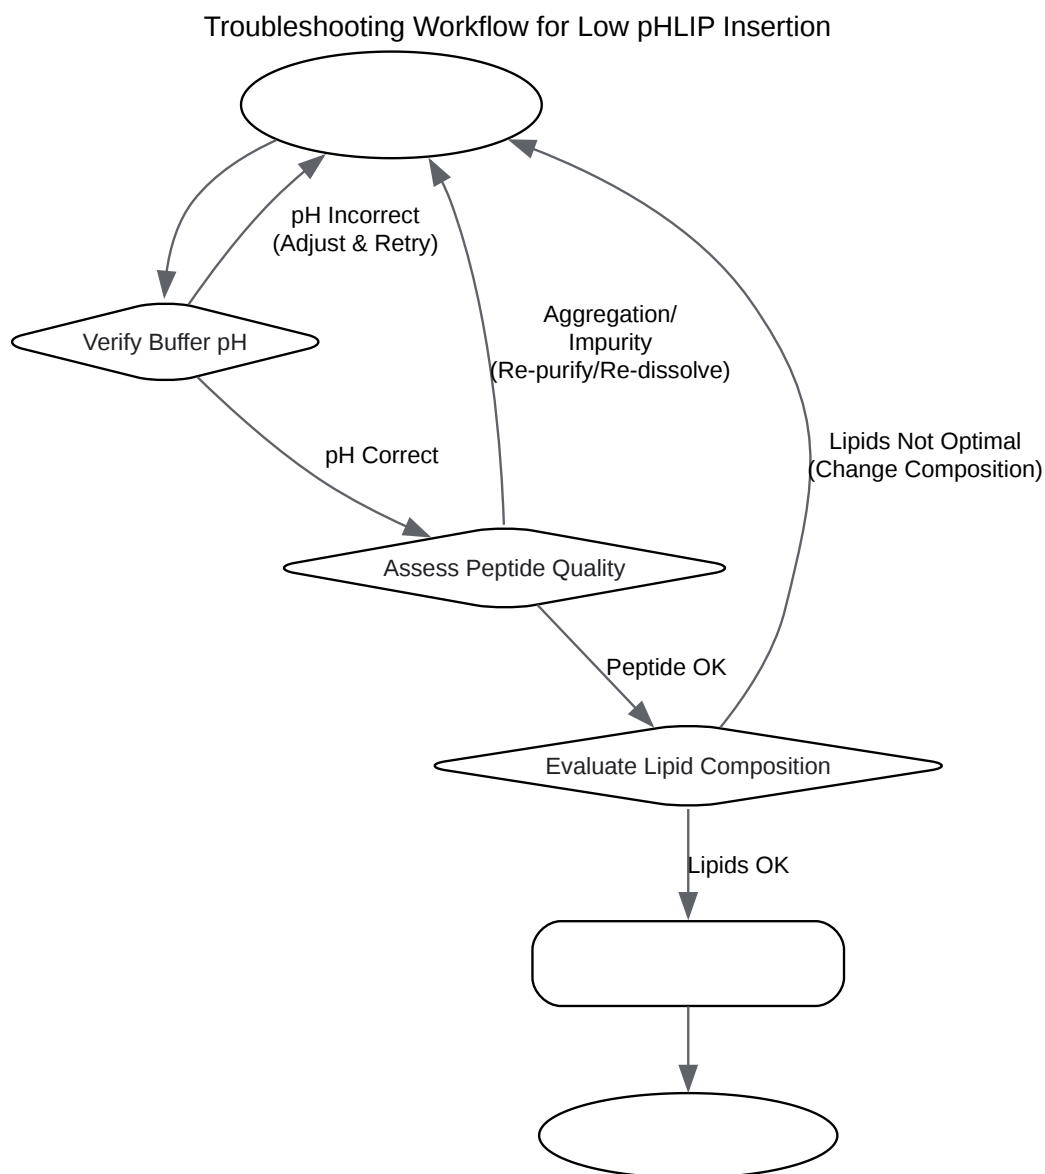 Troubleshooting Workflow for Low pHLIP Insertion
pH Incorrect
(Adjust & Retry)
Verify Buffer pH
Aggregation/
Impurity
(Re-purify/Re-dissolve)
pH Correct
Lipids Not Optimal
(Change Composition)
Assess Peptide Quality
Peptide OK
Evaluate Lipid Composition
Lipids OK